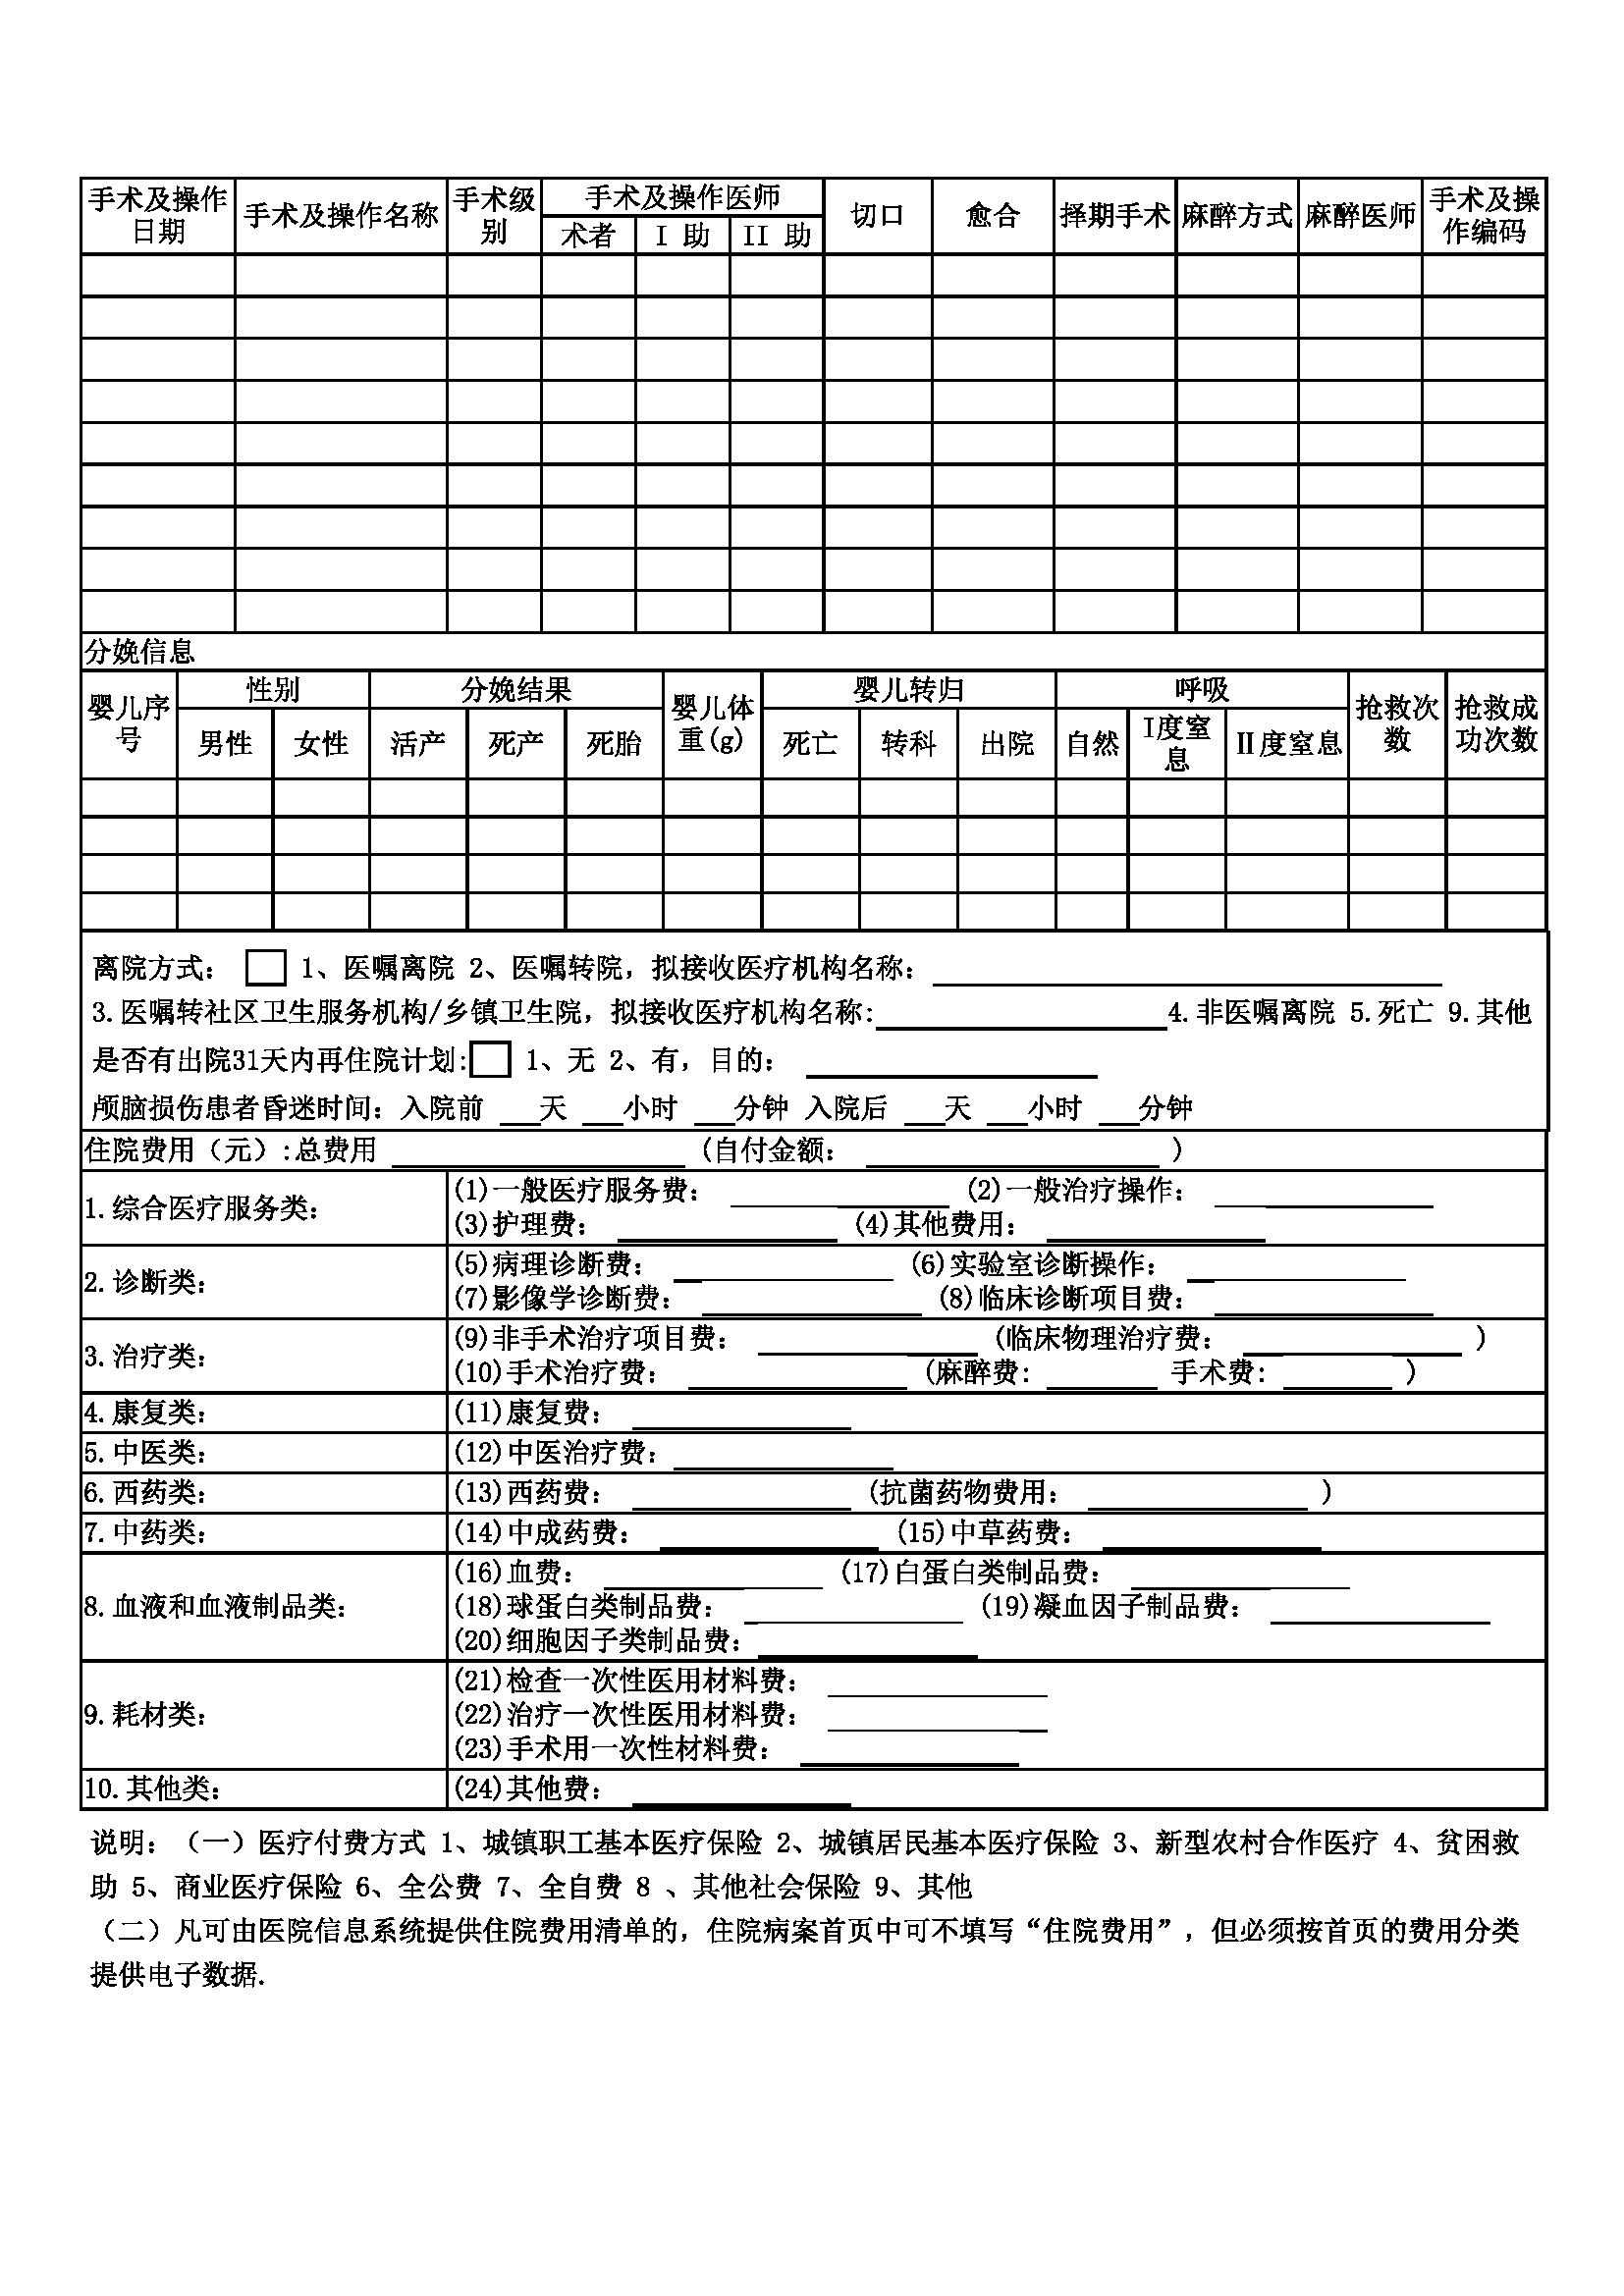 手术及操作日期 手术及操作名称 手术级别 手术及操作医师 切口 愈合 择期手术 麻醉方式 麻醉医师 手术及操作编码
术者 I 助 II 助
分娩信息
婴儿序号 性别 分娩结果 婴儿体重(g) 婴儿转归 呼吸 抢救次数 抢救成功次数
男性 女性 活产 死产 死胎 死亡 转科 出院 自然 I度窒息 II度窒息
离院方式： 1、医嘱离院 2、医嘱转院，拟接收医疗机构名称：
3.医嘱转社区卫生服务机构/乡镇卫生院，拟接收医疗机构名称:4.非医嘱离院 5.死亡 9.其他
是否有出院31天内再住院计划: 1、无 2、有，目的：
颅脑损伤患者昏迷时间：入院前 天 小时 分钟 入院后 天 小时 分钟
住院费用（元）:总费用 (自付金额： )
1.综合医疗服务类：
(1)一般医疗服务费： (2)一般治疗操作：
(3)护理费： (4)其他费用：
2.诊断类：
(5)病理诊断费： (6)实验室诊断操作：
(7)影像学诊断费： (8)临床诊断项目费：
3.治疗类：
(9)非手术治疗项目费： (临床物理治疗费： )
(10)手术治疗费： (麻醉费: 手术费: )
4.康复类： (11)康复费：
5.中医类： (12)中医治疗费：
6.西药类： (13)西药费： (抗菌药物费用： )
7.中药类： (14)中成药费： (15)中草药费：
8.血液和血液制品类：
(16)血费： (17)白蛋白类制品费：
(18)球蛋白类制品费： (19)凝血因子制品费：
(20)细胞因子类制品费：
9.耗材类：
(21)检查一次性医用材料费：
(22)治疗一次性医用材料费：
(23)手术用一次性材料费：
10.其他类： (24)其他费：
说明：（一）医疗付费方式 1、城镇职工基本医疗保险 2、城镇居民基本医疗保险 3、新型农村合作医疗 4、贫困救
助 5、商业医疗保险 6、全公费 7、全自费 8 、其他社会保险 9、其他
（二）凡可由医院信息系统提供住院费用清单的，住院病案首页中可不填写“住院费用”，但必须按首页的费用分类
提供电子数据.